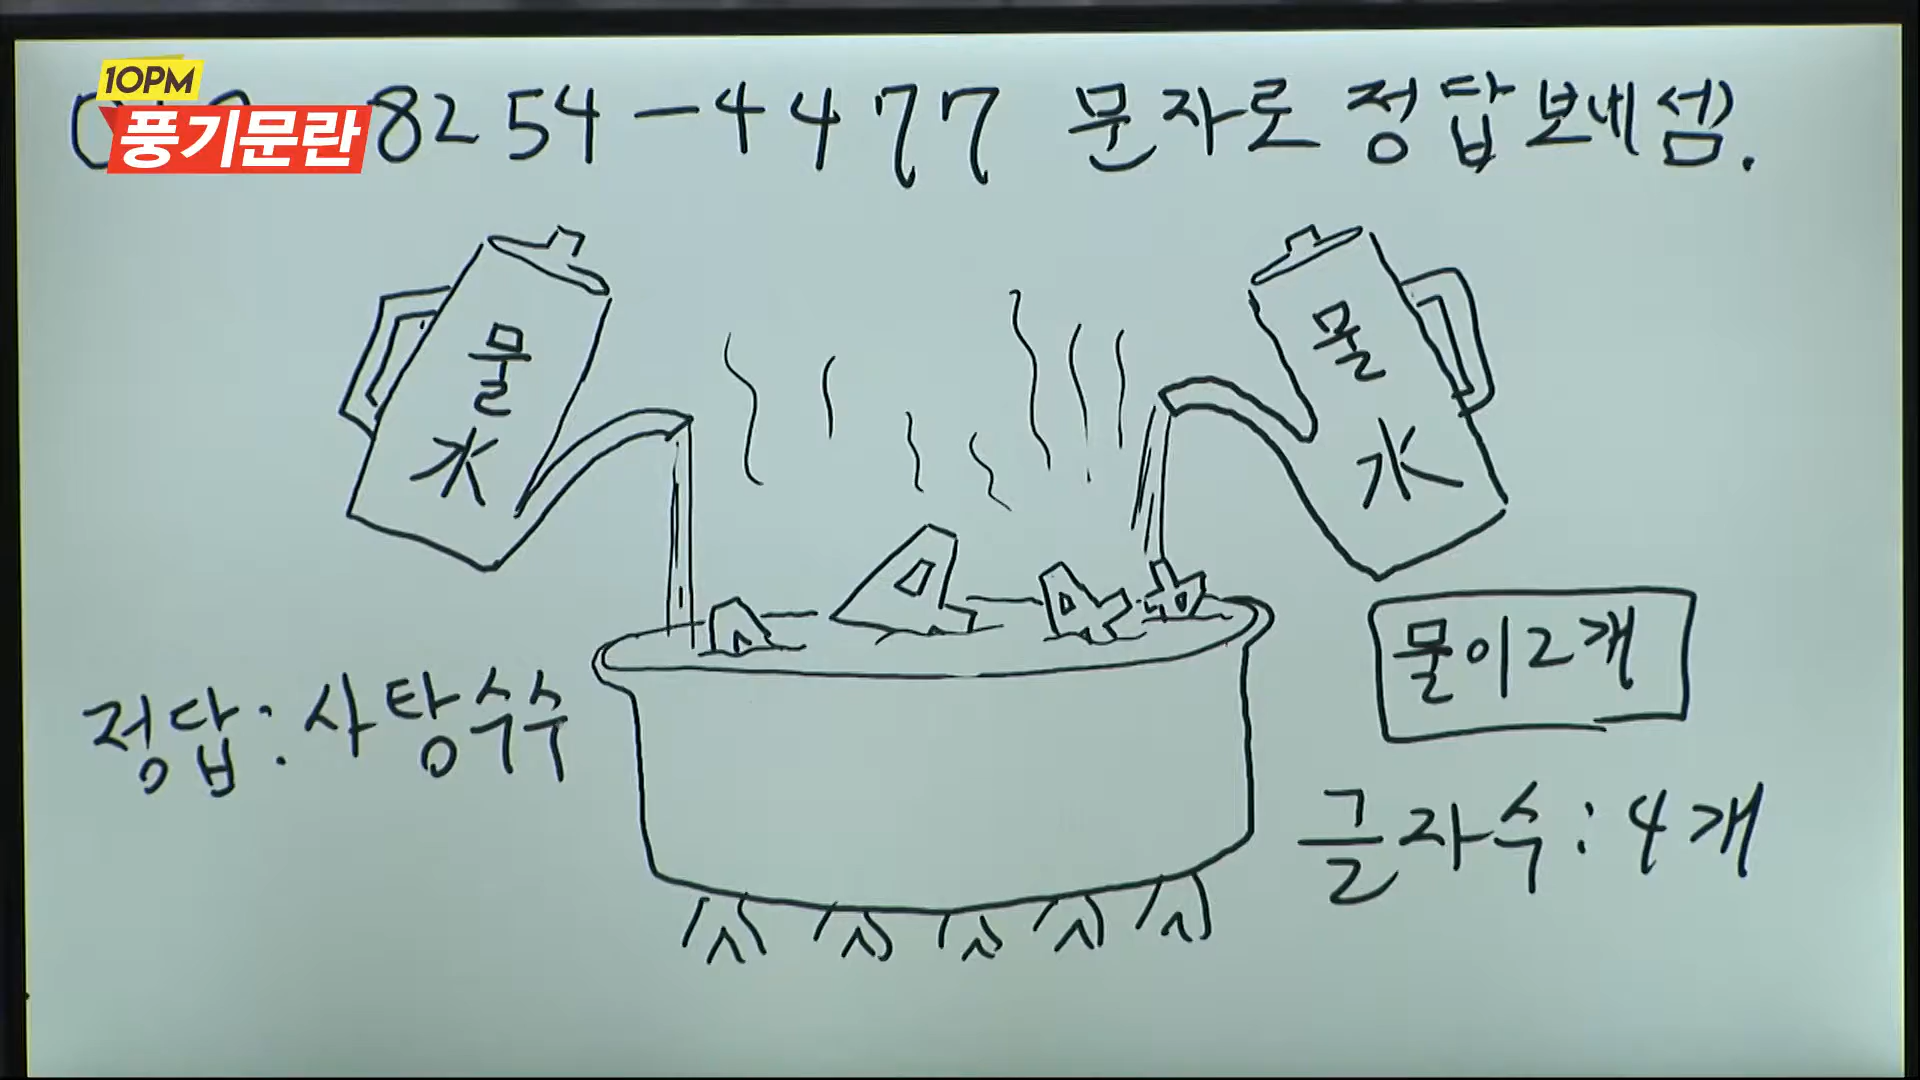 10PM
풍기문란
8254-4477 문자로 정답 보내셈.
물
水
물
水
물이2개
정답: 사탕수수
글자수: 4개